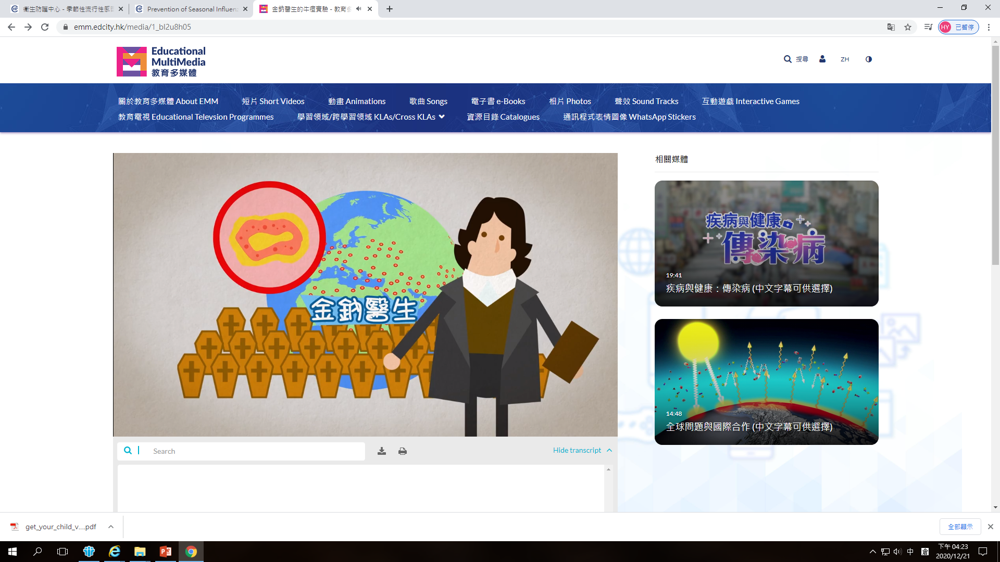 衞生防護中心 - 季節性流行性感
Prevention of Seasonal Influen
金鈉醫生的牛痘實驗 - 教育多
emm.edcity.hk/media/1_bl2u8h05
HY 已暫停
Educational
MultiMedia
教育多媒體
搜尋
ZH
關於教育多媒體 About EMM
短片 Short Videos
動畫 Animations
歌曲 Songs
電子書 e-Books
相片 Photos
聲效 Sound Tracks
互動遊戲 Interactive Games
教育電視 Educational Televsion Programmes
學習領域/跨學習領域 KLAs/Cross KLAs
資源目錄 Catalogues
通訊程式表情圖像 WhatsApp Stickers
金鈉醫生
相關媒體
疾病與健康
傳染病
19:41
疾病與健康：傳染病 (中文字幕可供選擇)
14:48
全球問題與國際合作 (中文字幕可供選擇)
Search
Hide transcript
get_your_child_v....pdf
全部顯示
中
倉
下午 04:23
2020/12/21